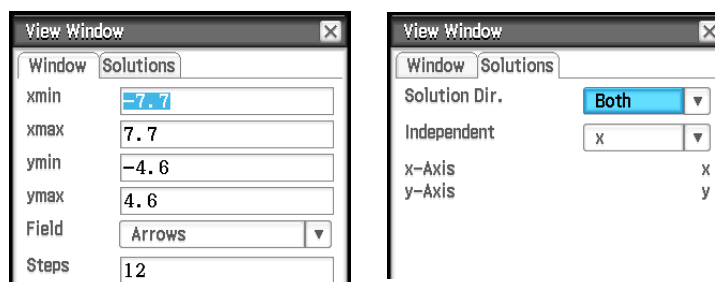 View Window
Window Solutions
xmin -7.7
xmax 7.7
ymin -4.6
ymax 4.6
Field Arrows
Steps 12
View Window
Window Solutions
Solution Dir. Both
Independent x
x-Axis x
y-Axis y